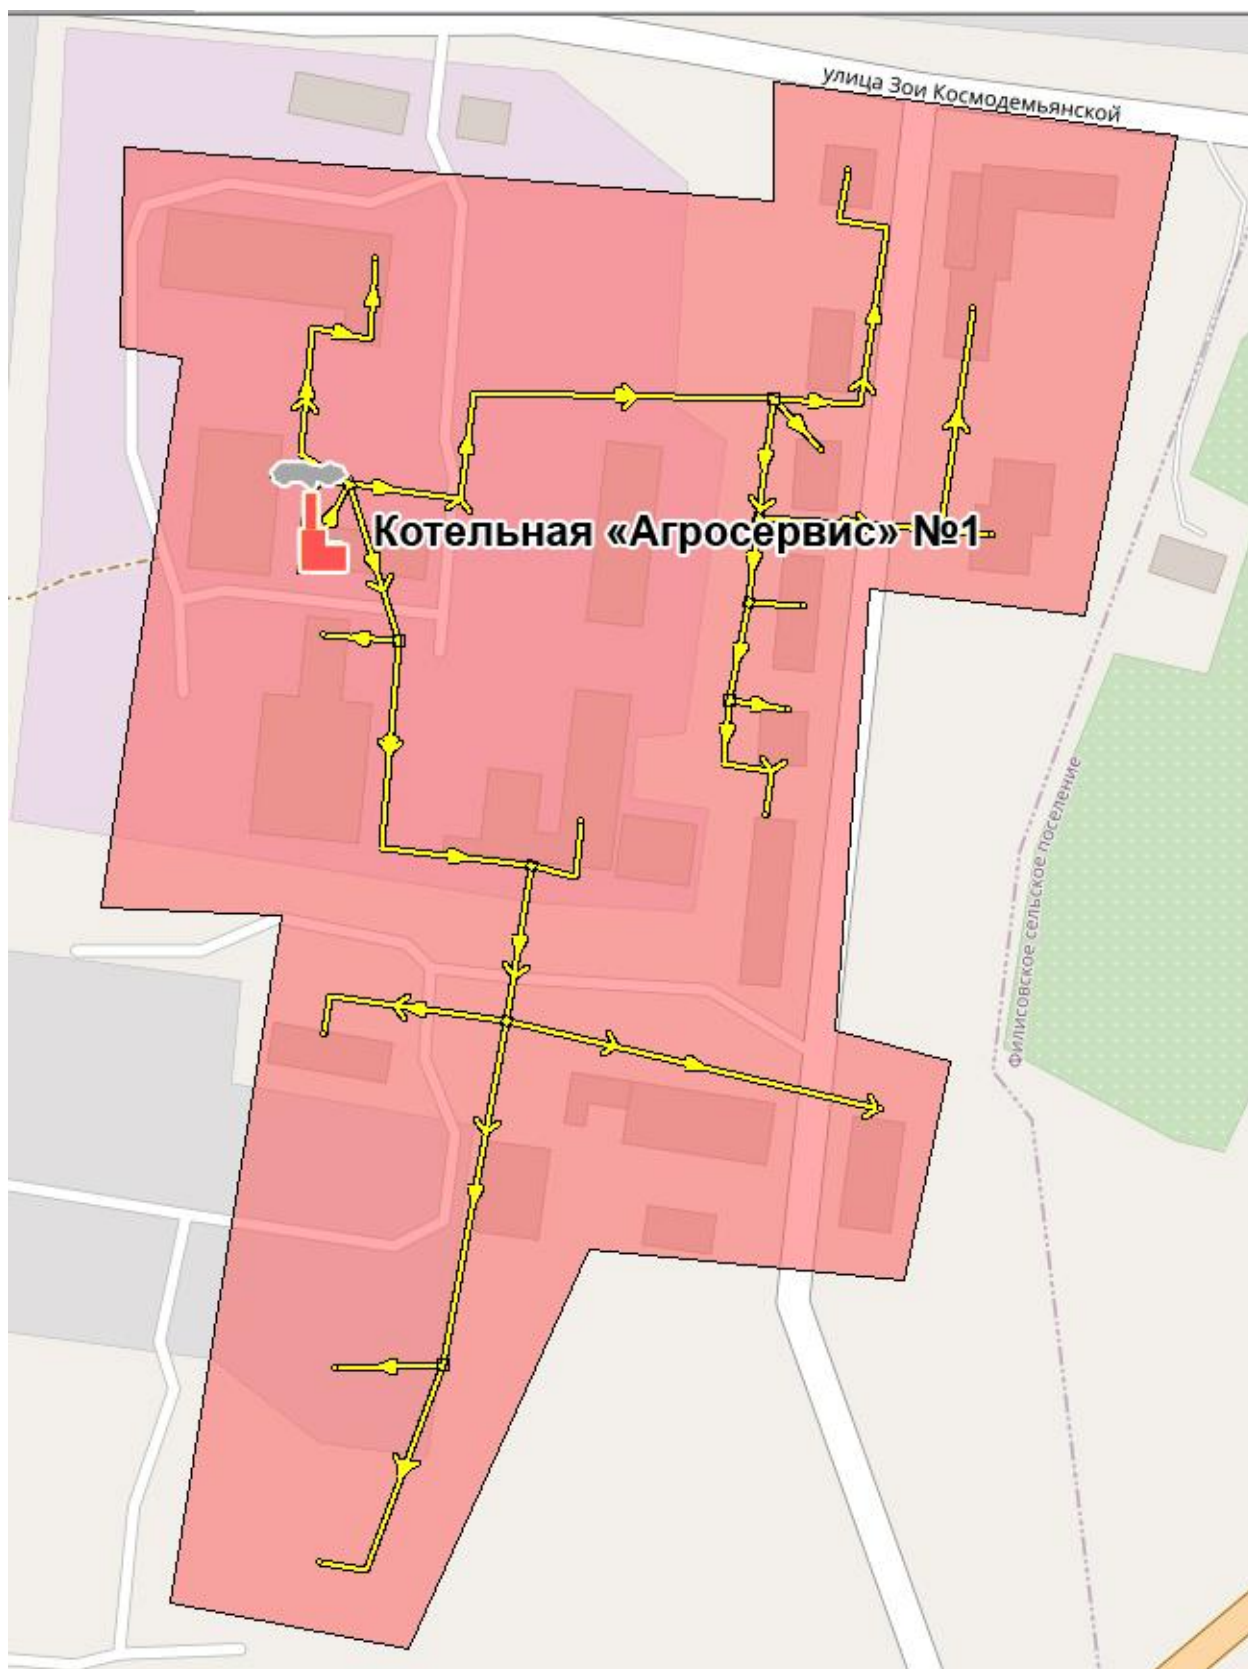 улица Зои Космодемьянской
Котельная «Агросервис» №1
Филисовское сельское поселение